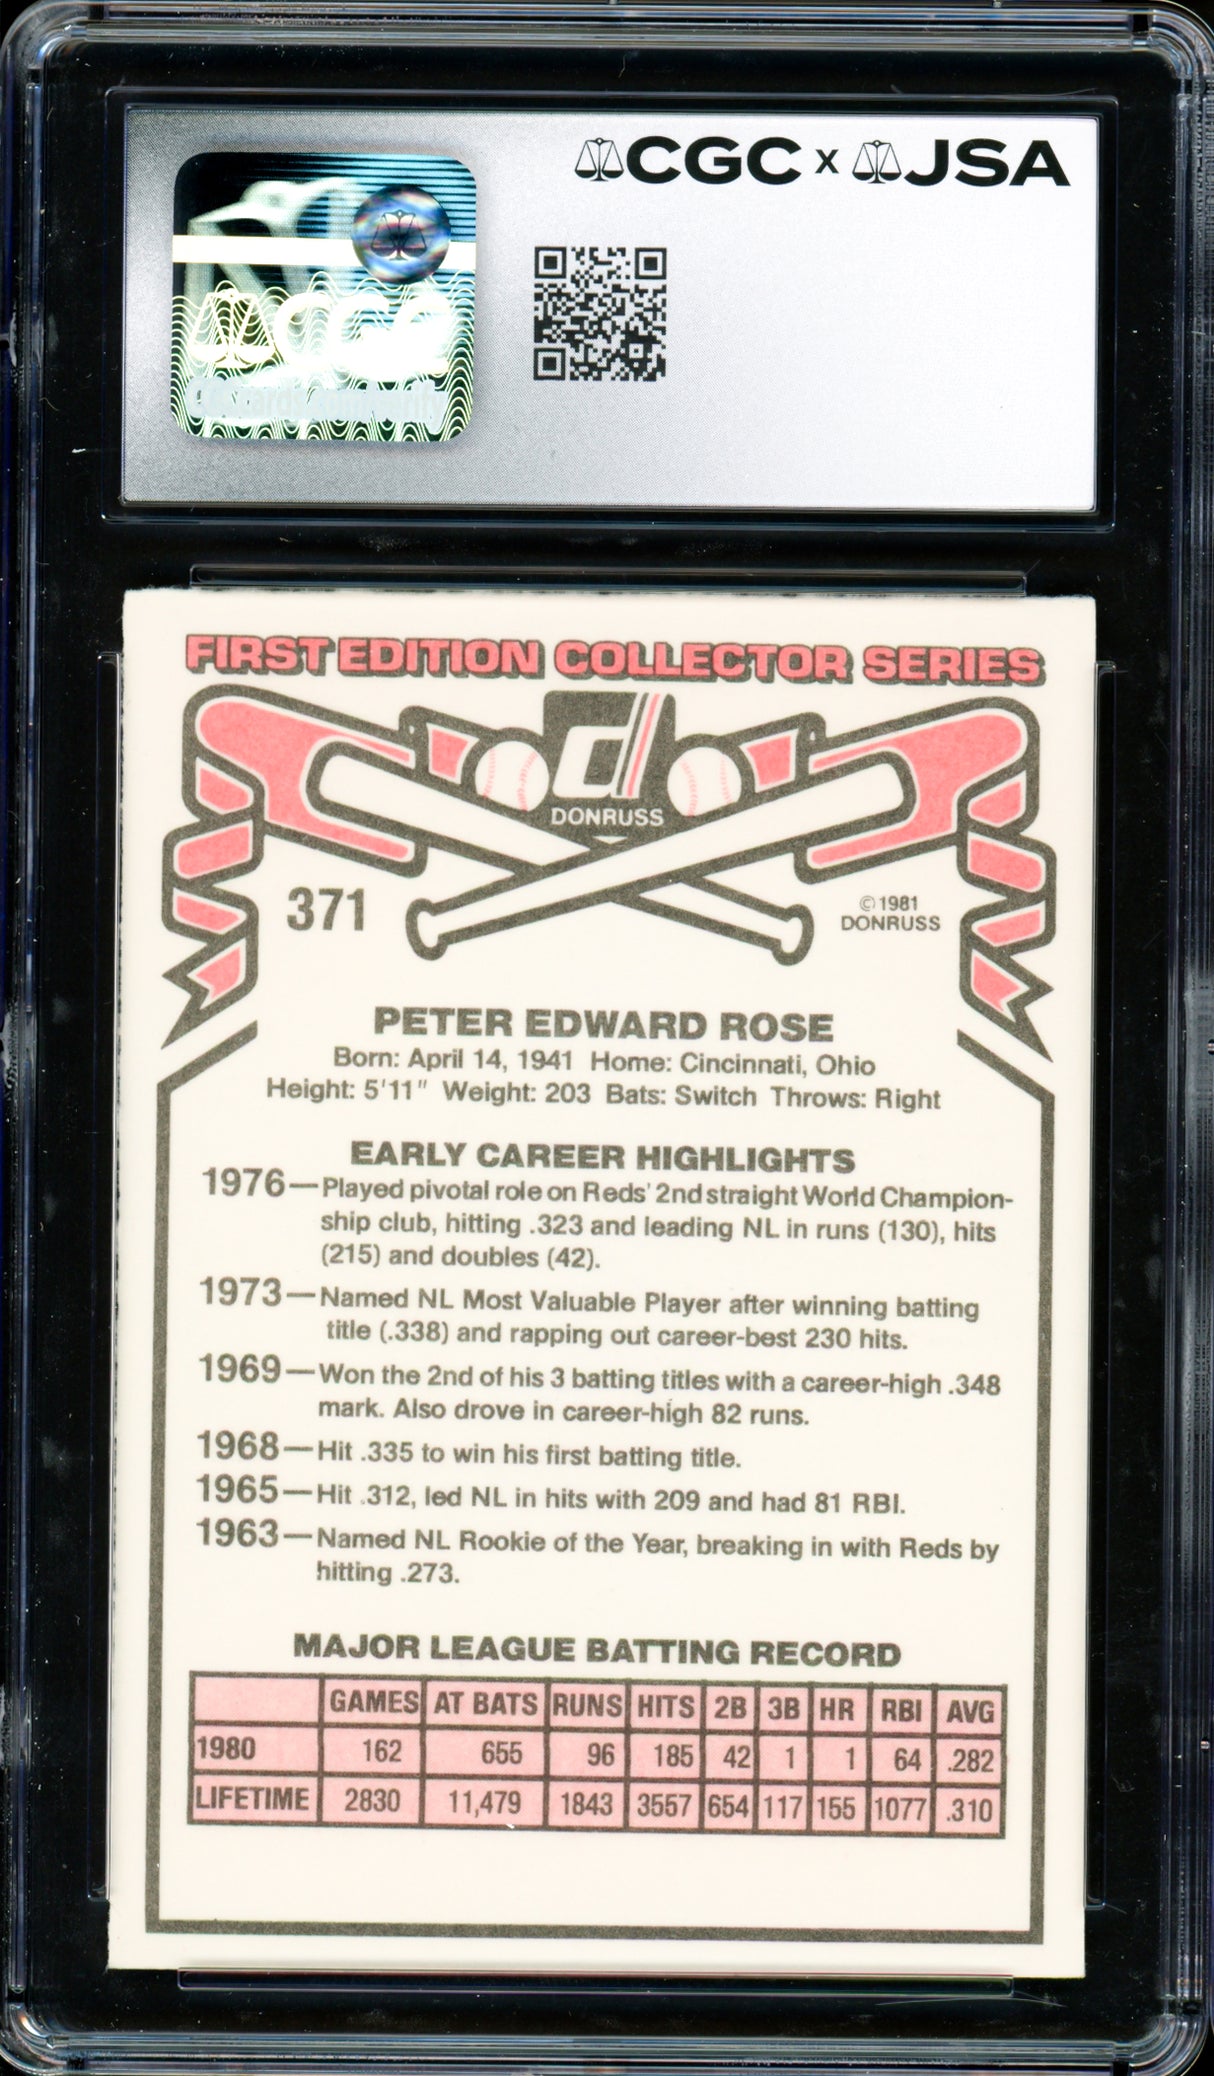 CGC x JSA
CGC
FIRST EDITION COLLECTOR SERIES
d
DONRUSS
371
©1981
DONRUSS
PETER EDWARD ROSE
Born: April 14, 1941 Home: Cincinnati, Ohio
Height: 5'11" Weight: 203 Bats: Switch Throws: Right
EARLY CAREER HIGHLIGHTS
1976—Played pivotal role on Reds' 2nd straight World Champion-
ship club, hitting .323 and leading NL in runs (130), hits
(215) and doubles (42).
1973—Named NL Most Valuable Player after winning batting
title (.338) and rapping out career-best 230 hits.
1969—Won the 2nd of his 3 batting titles with a career-high .348
mark. Also drove in career-high 82 runs.
1968—Hit .335 to win his first batting title.
1965—Hit .312, led NL in hits with 209 and had 81 RBI.
1963—Named NL Rookie of the Year, breaking in with Reds by
hitting .273.
MAJOR LEAGUE BATTING RECORD
GAMES AT BATS RUNS HITS 2B 3B HR RBI AVG
1980 162 655 96 185 42 1 1 64 .282
LIFETIME 2830 11,479 1843 3557 654 117 155 1077 .310